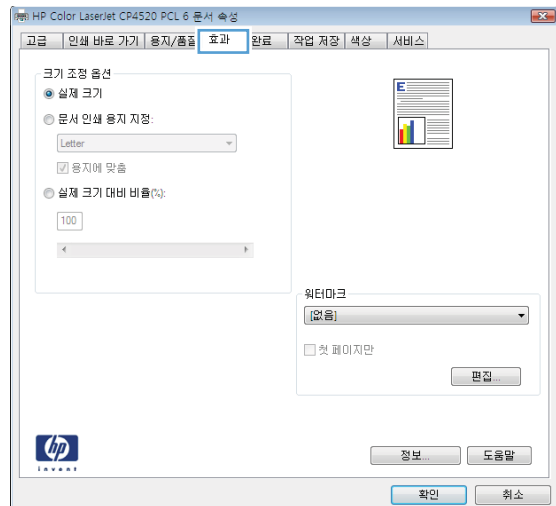 HP Color LaserJet CP4520 PCL 6 문서 속성
고급 인쇄 바로 가기 용지/품질 효과 완료 작업 저장 색상 서비스
크기 조정 옵션
실제 크기
문서 인쇄 용지 지정:
Letter
용지에 맞춤
실제 크기 대비 비율(%):
100
E
워터마크
[없음]
첫 페이지만
편집...
hp
invent
정보... 도움말
확인 취소